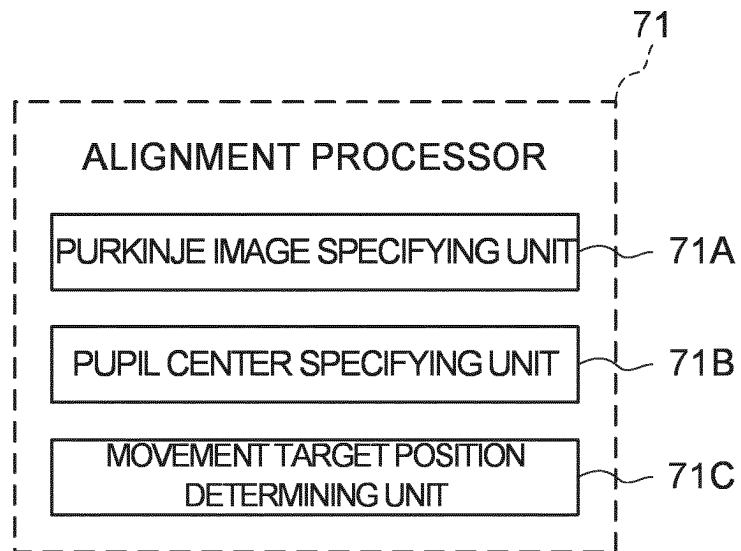 71
ALIGNMENT PROCESSOR
PURKINJE IMAGE SPECIFYING UNIT 71A
PUPIL CENTER SPECIFYING UNIT 71B
MOVEMENT TARGET POSITION
DETERMINING UNIT 71C